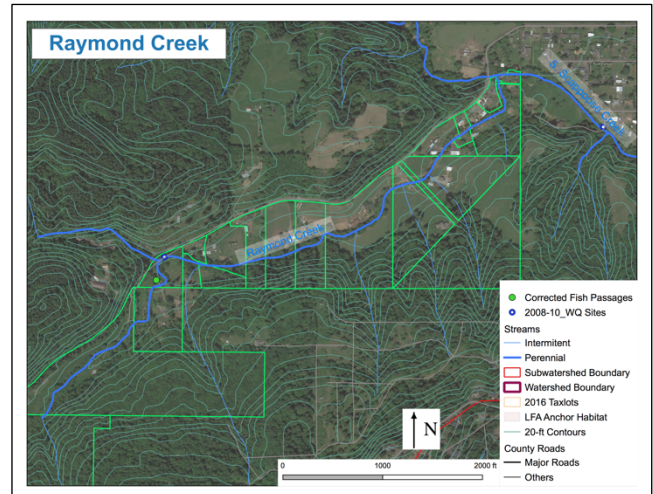 Raymond Creek
S. Scappoose Creek
Raymond Creek
Corrected Fish Passages
2008-10_WQ Sites
Streams
Intermitent
Perennial
Subwatershed Boundary
Watershed Boundary
2016 Taxlots
LFA Anchor Habitat
20-ft Contours
County Roads
Major Roads
Others
N
0 1000 2000 ft